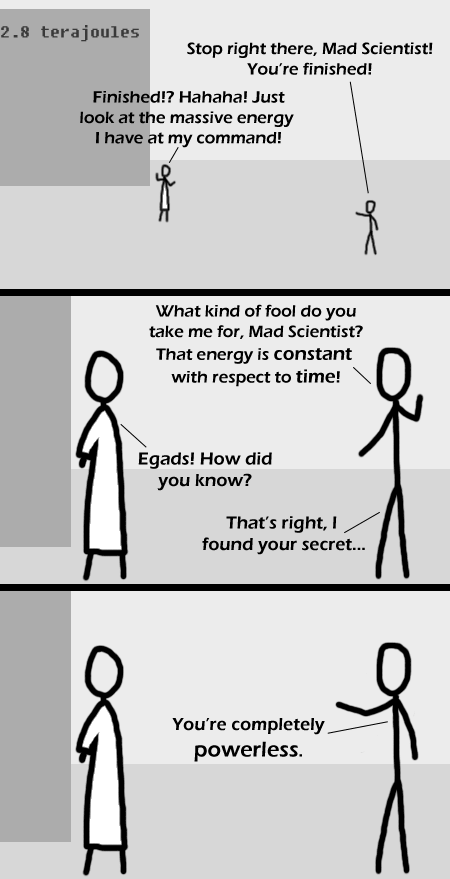 2.8 terajoules
Stop right there, Mad Scientist!
You're finished!
Finished!? Hahaha! Just
look at the massive energy
I have at my command!
What kind of fool do you
take me for, Mad Scientist?
That energy is constant
with respect to time!
Egads! How did
you know?
That's right, I
found your secret...
You're completely
powerless.